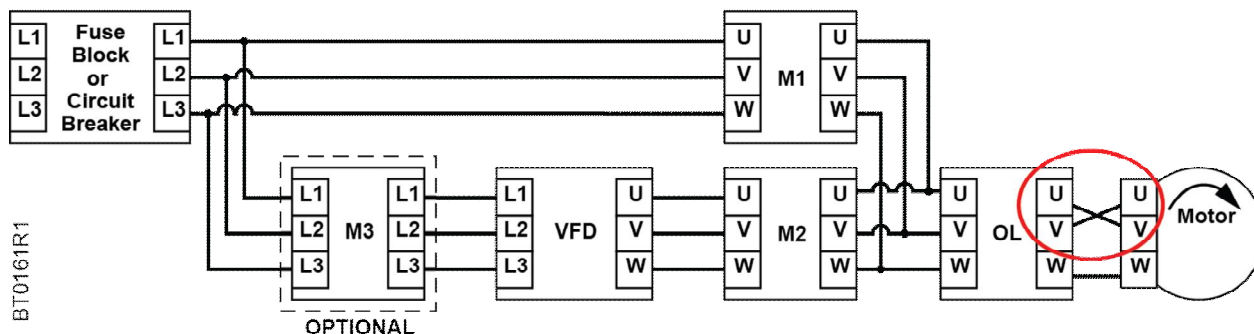 L1 Fuse L1 U U
L2 Block L2 V M1 V
or
L3 Circuit L3 W W
Breaker
L1 L1 U U U U U U
L2 M3 L2 VFD V V M2 V V OL V V Motor
L3 L3 W W W W W W
L1
L2
L3
OPTIONAL
BT0161R1